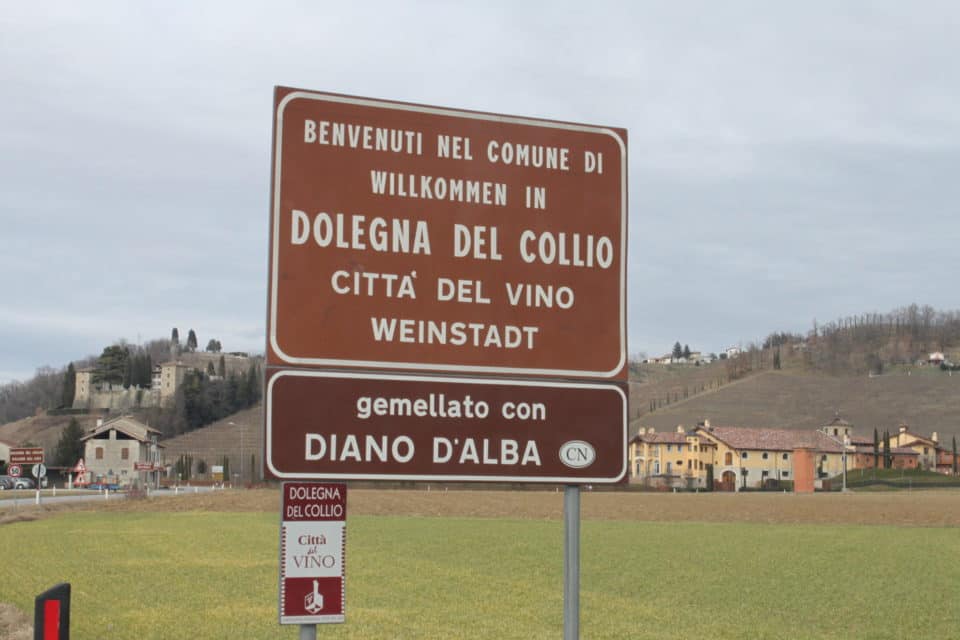 BENVENUTI NEL COMUNE DI
WILLKOMMEN IN
DOLEGNA DEL COLLIO
CITTA' DEL VINO
WEINSTADT
gemellato con
DIANO D'ALBA CN
DOLEGNA
DEL COLLIO
Città
del
VINO